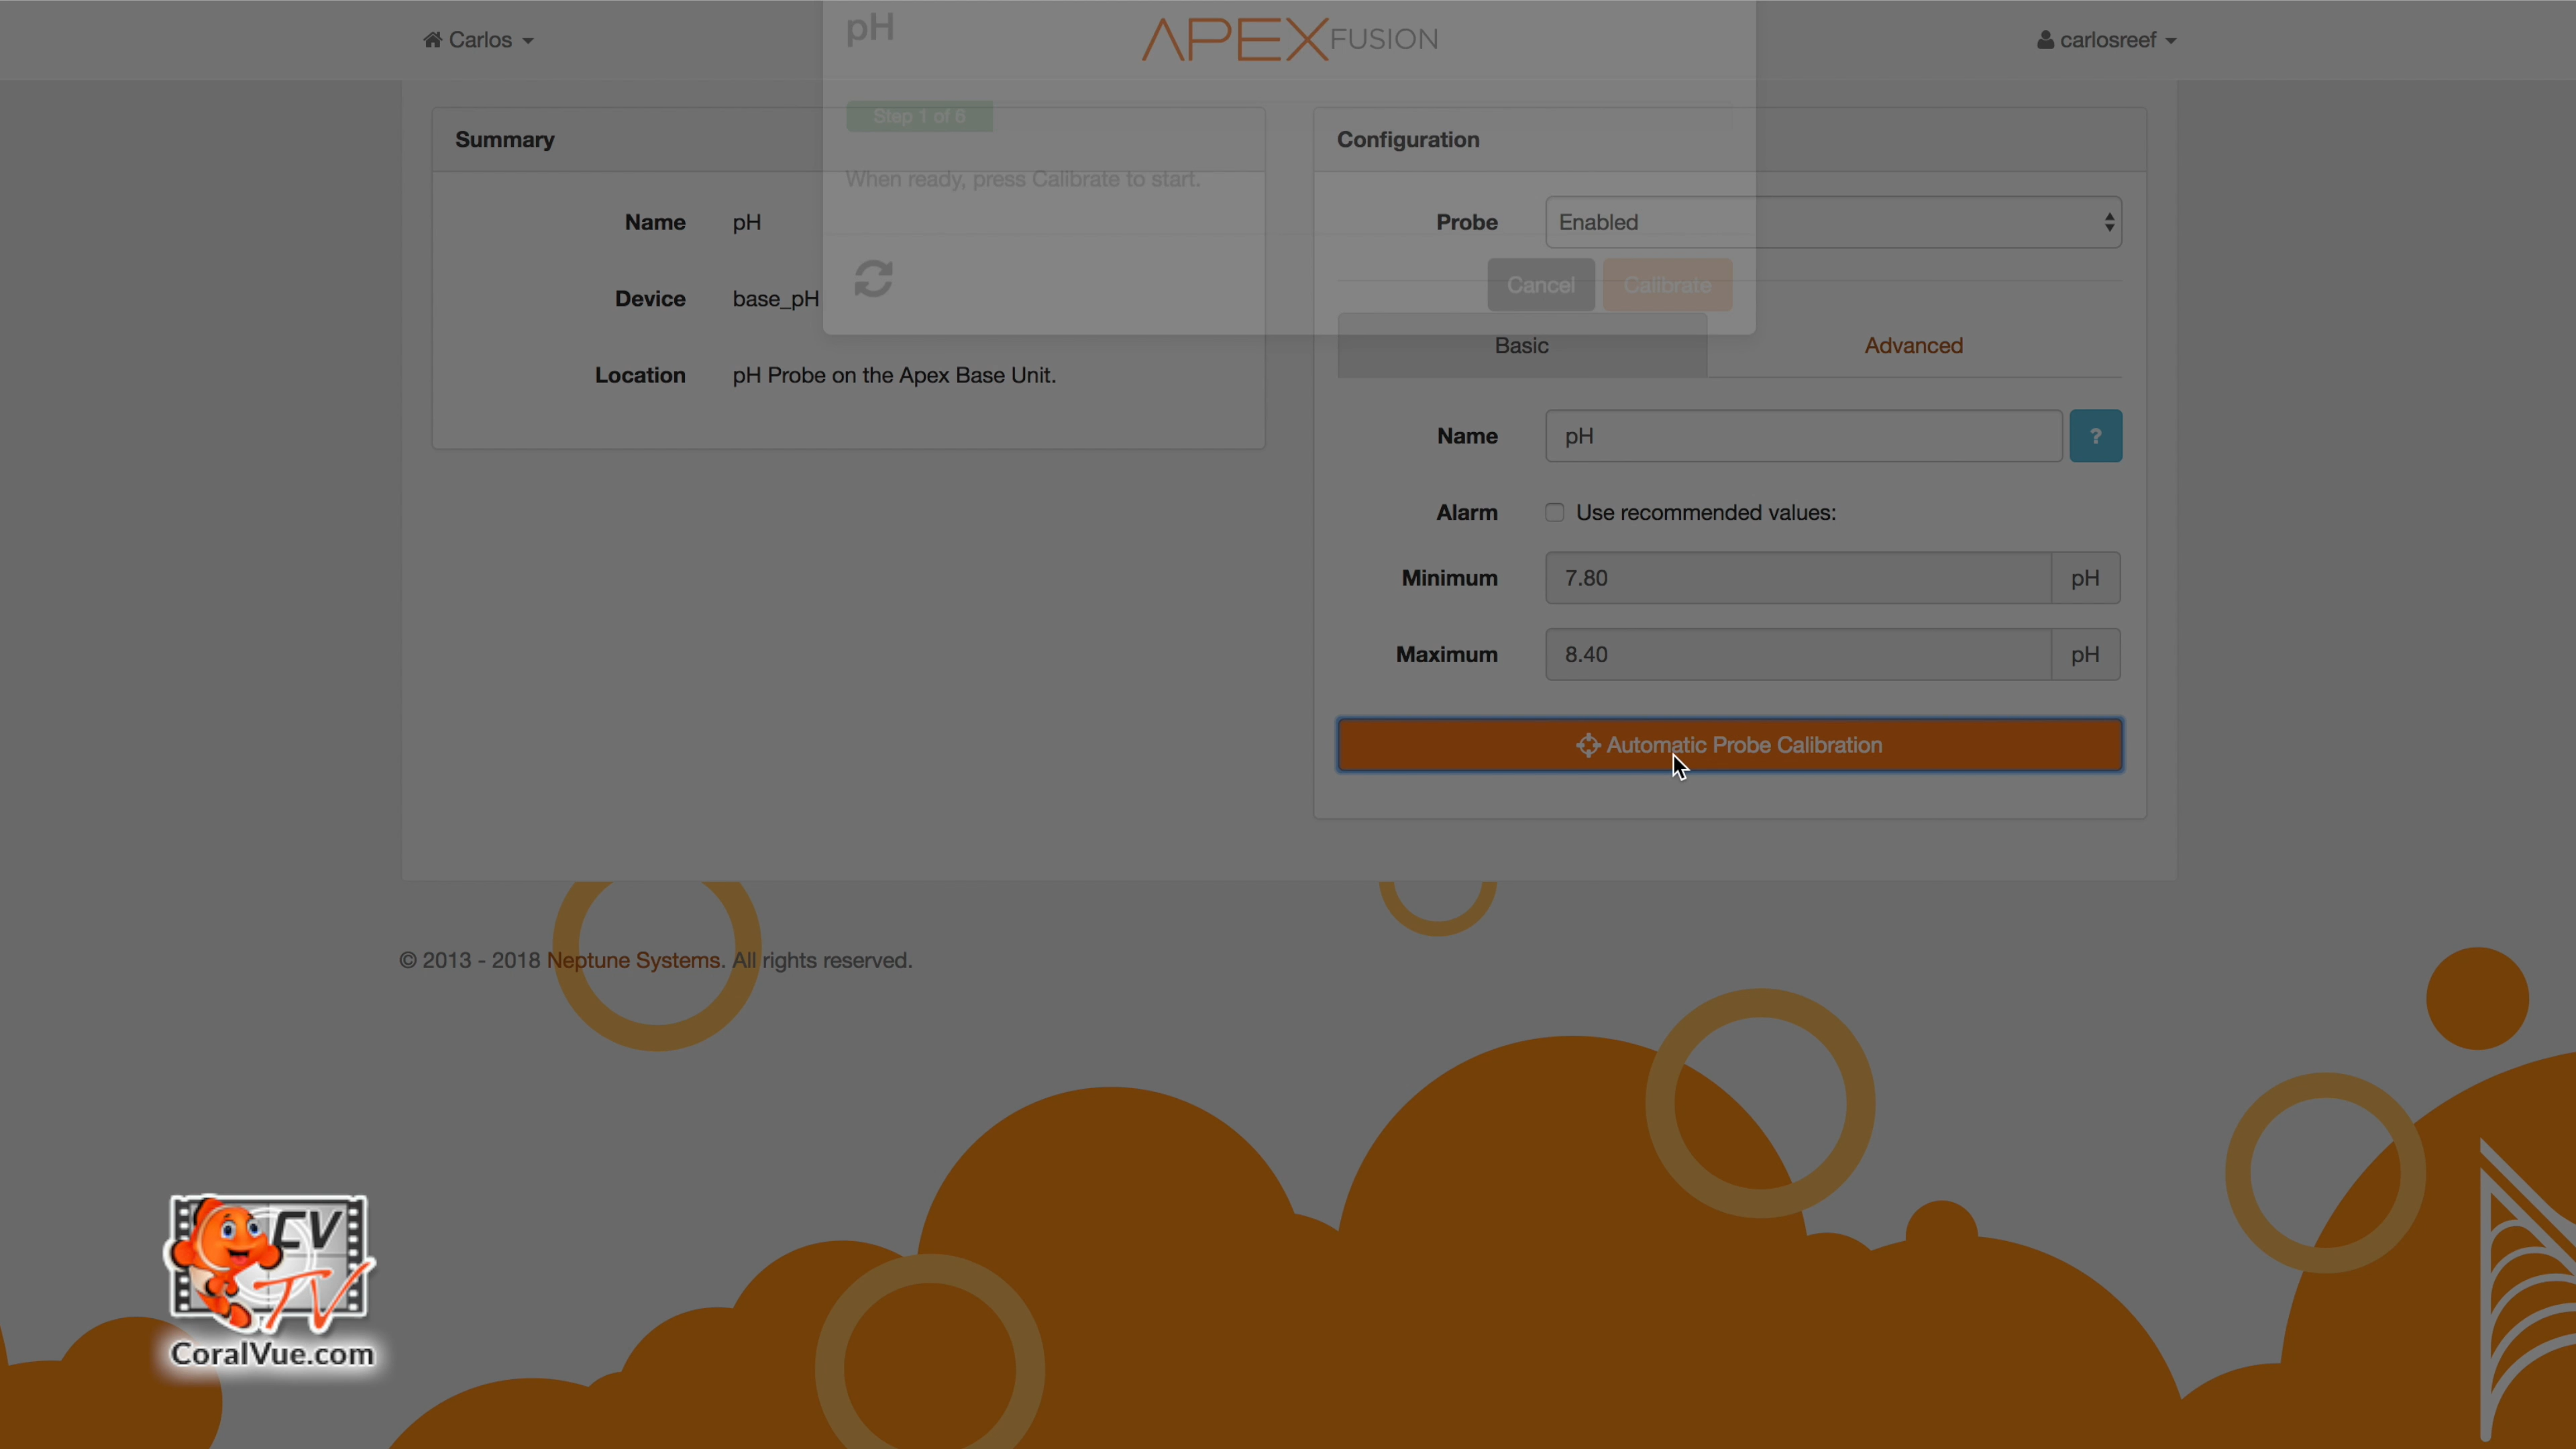 Carlos
pH
APEX FUSION
carlosreef
Step 1 of 6
Summary
Configuration
When ready, press Calibrate to start.
Name pH
Probe Enabled
Cancel Calibrate
Device base_pH
Basic Advanced
Location pH Probe on the Apex Base Unit.
Name pH ?
Alarm Use recommended values:
Minimum 7.80 pH
Maximum 8.40 pH
Automatic Probe Calibration
© 2013 - 2018 Neptune Systems. All rights reserved.
CV
TV
CoralVue.com